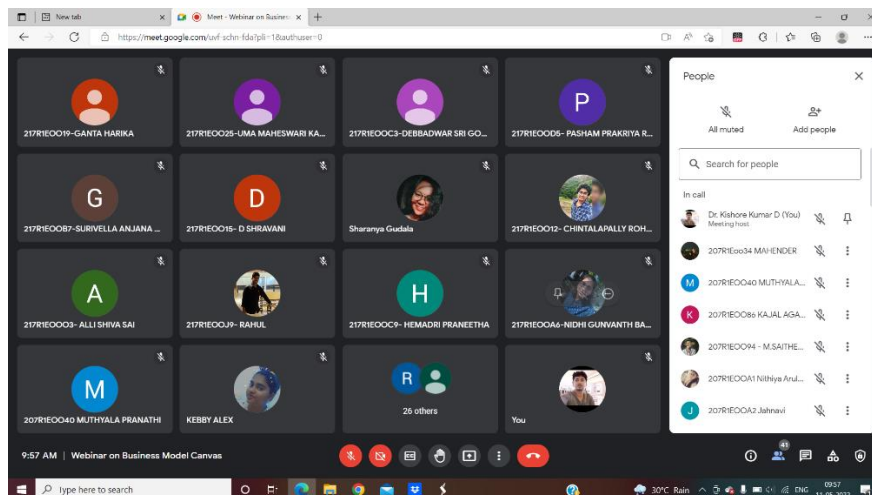 New tab
Meet - Webinar on Business
https://meet.google.com/uvf-schn-fda?pli=1&authuser=0
217R1EOO19-GANTA HARIKA
217R1EOO25-UMA MAHESWARI KA...
217R1EOOC3-DEBBADWAR SRI GO...
P
217R1EOOD5- PASHAM PRAKRIYA R...
G
217R1EOOB7-SURIVELLA ANJANA ...
D
217R1EOO15- D SHRAVANI
Sharanya Gudala
217R1EOO12- CHINTALAPALLY ROH...
A
217R1EOOO3- ALLI SHIVA SAI
217R1EOOJ9- RAHUL
H
217R1EOOC9- HEMADRI PRANEETHA
217R1EOOA6-NIDHI GUNVANTH BA...
M
207R1EOO40 MUTHYALA PRANATHI
KEBBY ALEX
R
26 others
You
People
All muted
Add people
Search for people
In call
Dr. Kishore Kumar D (You)
Meeting host
207R1Eoo34 MAHENDER
M
207R1EOO40 MUTHYALA...
K
207R1EOO86 KAJAL AGA...
207R1EOO94 - M.SAITHE...
207R1EOOA1 Nithiya Arul...
J
207R1EOOA2 Jahnavi
9:57 AM | Webinar on Business Model Canvas
41
Type here to search
30°C Rain
ENG
09:57
11-05-2022